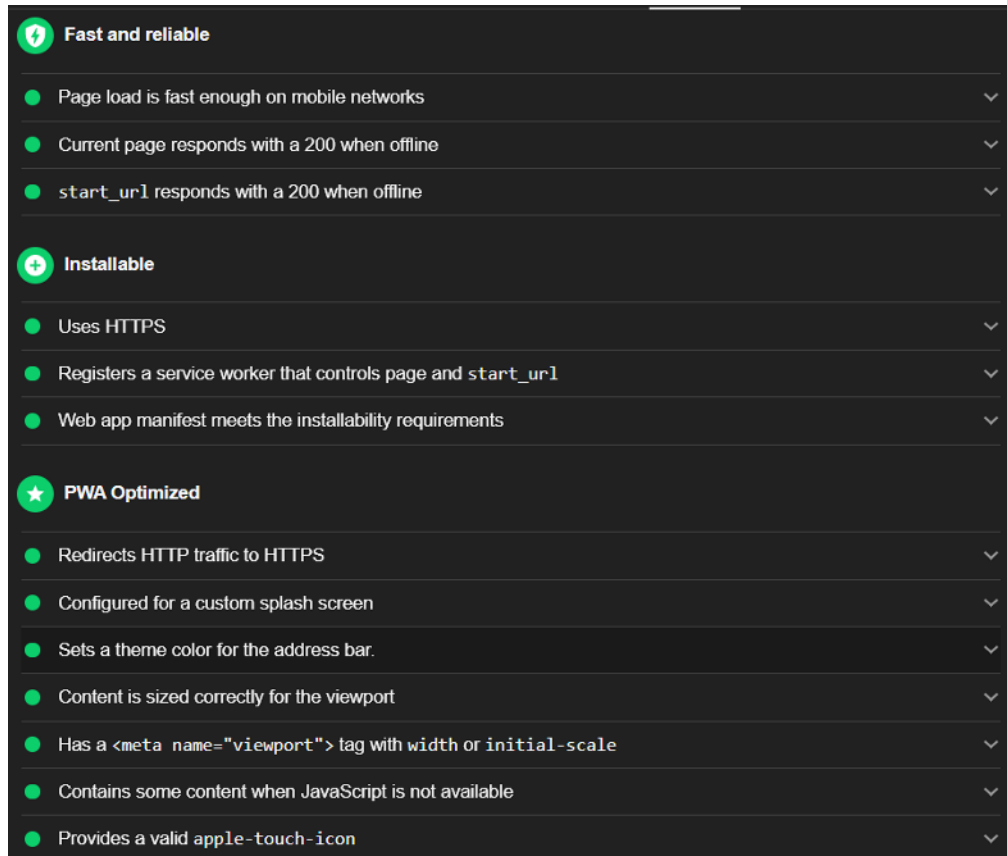 Fast and reliable
Page load is fast enough on mobile networks
Current page responds with a 200 when offline
start_url responds with a 200 when offline
Installable
Uses HTTPS
Registers a service worker that controls page and start_url
Web app manifest meets the installability requirements
PWA Optimized
Redirects HTTP traffic to HTTPS
Configured for a custom splash screen
Sets a theme color for the address bar.
Content is sized correctly for the viewport
Has a <meta name="viewport"> tag with width or initial-scale
Contains some content when JavaScript is not available
Provides a valid apple-touch-icon